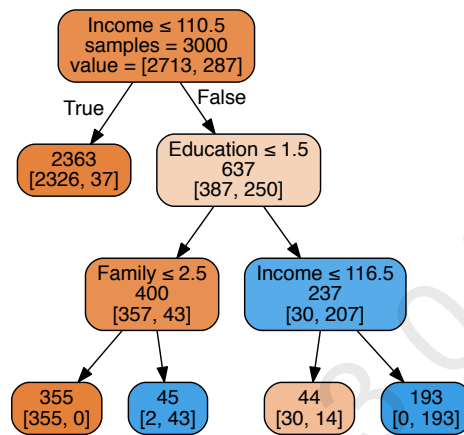 Income ≤ 110.5
samples = 3000
value = [2713, 287]
True
False
2363
[2326, 37]
Education ≤ 1.5
637
[387, 250]
Family ≤ 2.5
400
[357, 43]
Income ≤ 116.5
237
[30, 207]
355
[355, 0]
45
[2, 43]
44
[30, 14]
193
[0, 193]